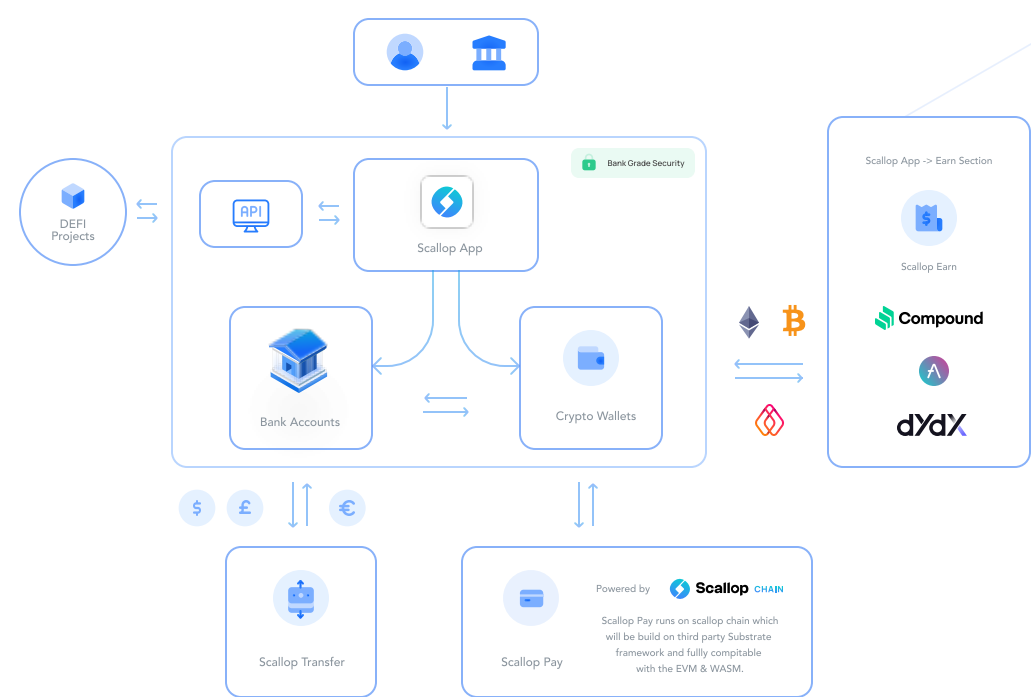 Bank Grade Security
Scallop App -> Earn Section
API
DEFI
Projects
Scallop App
Scallop Earn
Compound
dYdX
Bank Accounts
Crypto Wallets
$
£
€
Powered by
Scallop CHAIN
Scallop Pay runs on scallop chain which
will be build on third party Substrate
framework and fullly compitable
with the EVM & WASM.
Scallop Transfer
Scallop Pay